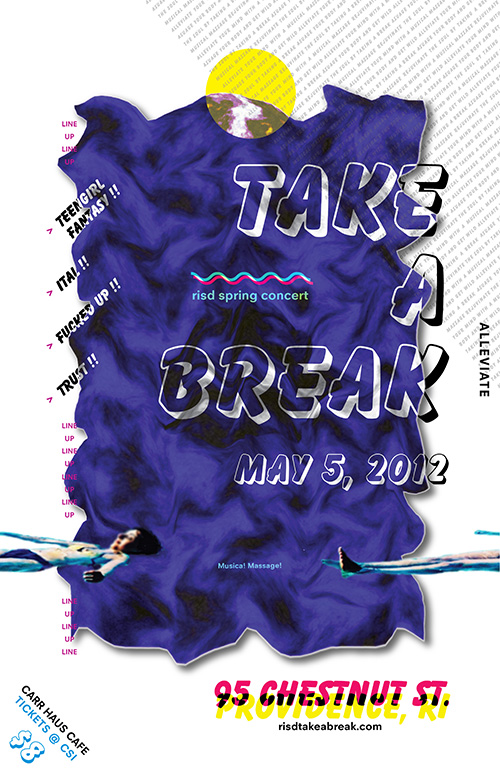 LINE
UP
LINE
UP
TEENGIRL
FANTASY !!
ITAL !!
FUCKED UP !!
TRUST !!
LINE
UP
LINE
UP
LINE
UP
LINE
UP
LINE
UP
LINE
UP
LINE
TAKE
A
BREAK
risd spring concert
MAY 5, 2012
ALLEVIATE
Musica! Massage!
95 CHESTNUT ST.
PROVIDENCE, RI
risdtakeabreak.com
CARR HAUS CAFE
TICKETS @ CSI
$8